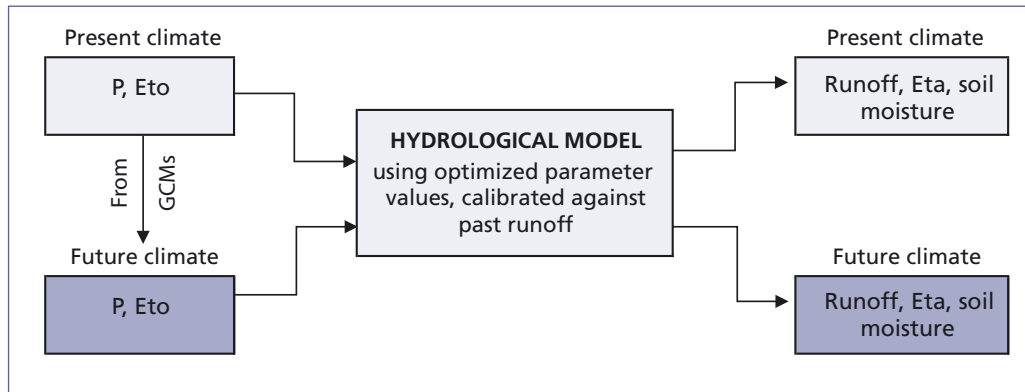 Present climate
P, Eto
From
GCMs
Future climate
P, Eto
HYDROLOGICAL MODEL
using optimized parameter
values, calibrated against
past runoff
Present climate
Runoff, Eta, soil
moisture
Future climate
Runoff, Eta, soil
moisture